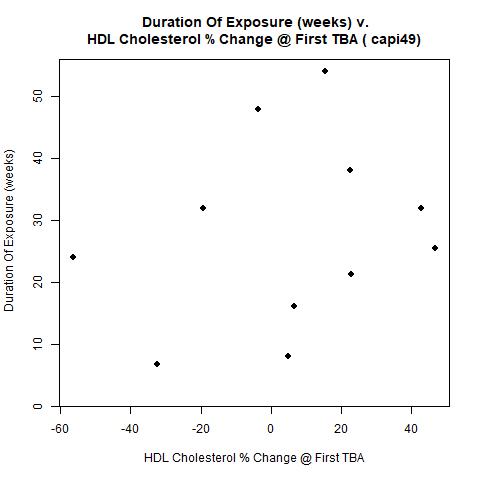 Duration Of Exposure (weeks) v.
HDL Cholesterol % Change @ First TBA ( capi49)
Duration Of Exposure (weeks)
50
40
30
20
10
0
-60 -40 -20 0 20 40
HDL Cholesterol % Change @ First TBA